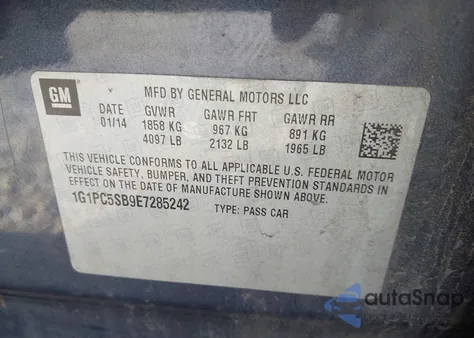 GM
MFD BY GENERAL MOTORS LLC
DATE GVWR GAWR FRT GAWR RR
01/14 1858 KG 967 KG 891 KG
4097 LB 2132 LB 1965 LB
THIS VEHICLE CONFORMS TO ALL APPLICABLE U.S. FEDERAL MOTOR
VEHICLE SAFETY, BUMPER, AND THEFT PREVENTION STANDARDS IN
EFFECT ON THE DATE OF MANUFACTURE SHOWN ABOVE.
1G1PC5SB9E7285242 TYPE: PASS CAR
autoSnap